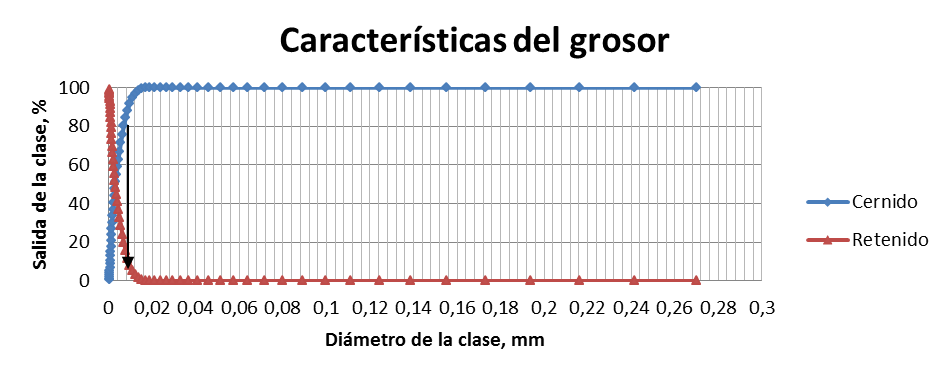 Características del grosor
Salida de la clase, %
100
80
60
40
20
0
0 0,02 0,04 0,06 0,08 0,1 0,12 0,14 0,16 0,18 0,2 0,22 0,24 0,26 0,28 0,3
Diámetro de la clase, mm
Cernido
Retenido